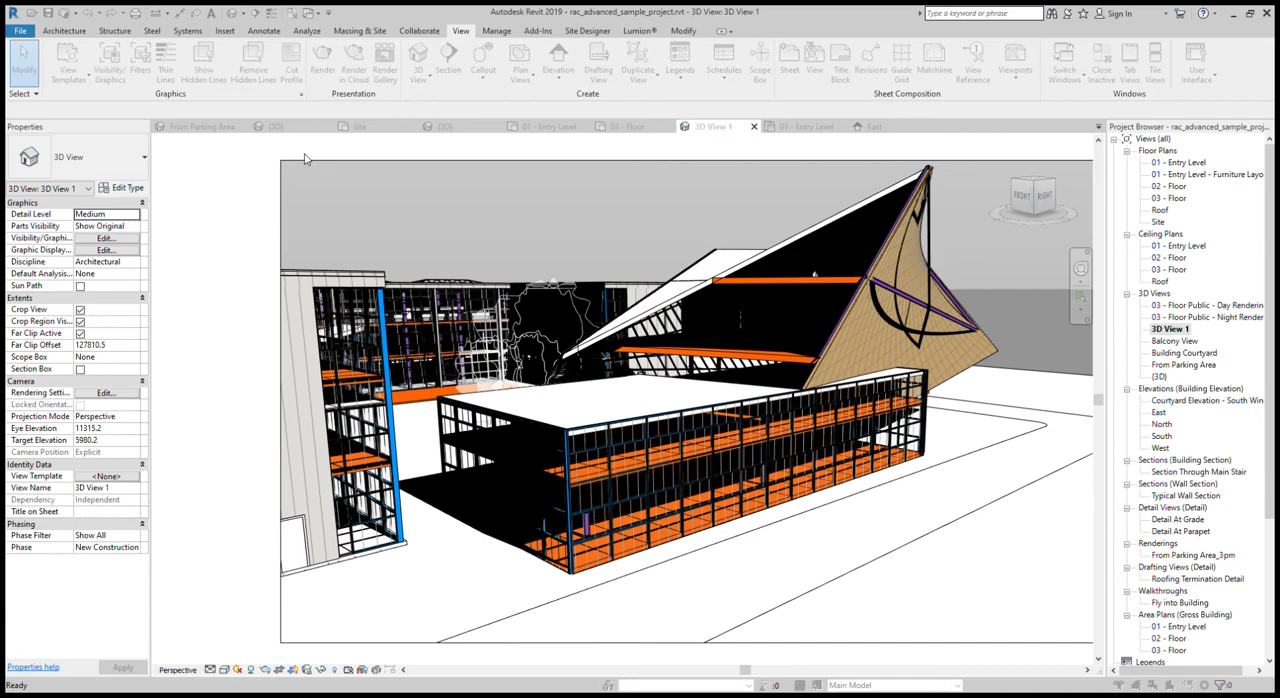 Autodesk Revit 2019 - rac_advanced_sample_project.rvt - 3D View: 3D View 1
Type a keyword or phrase
Sign In
File Architecture Structure Steel Systems Insert Annotate Analyze Massing & Site Collaborate View Manage Add-Ins Site Designer Lumion® Modify
Modify
View Templates
Visibility/ Graphics
Filters
Thin Lines
Show Hidden Lines
Remove Hidden Lines
Cut Profile
Render
Render in Cloud
Render Gallery
3D View
Section
Callout
Plan Views
Elevation
Drafting View
Duplicate View
Legends
Schedules
Scope Box
Sheet
View
Title Block
Revisions
Guide Grid
Matchline
View Reference
Viewports
Switch Windows
Close Inactive
Tab Views
Tile Views
User Interface
Select Graphics Presentation Create Sheet Composition Windows
Properties
From Parking Area {3D} Site {3D} 01 - Entry Level 03 - Floor 3D View 1 01 - Entry Level East
Project Browser - rac_advanced_sample_proj...
3D View
3D View: 3D View 1 Edit Type
Graphics
Detail Level Medium
Parts Visibility Show Original
Visibility/Graphi... Edit...
Graphic Display... Edit...
Discipline Architectural
Default Analysis... None
Sun Path
Extents
Crop View
Crop Region Vis...
Far Clip Active
Far Clip Offset 127810.5
Scope Box None
Section Box
Camera
Rendering Setti... Edit...
Locked Orientat...
Projection Mode Perspective
Eye Elevation 11315.2
Target Elevation 5980.2
Camera Position Explicit
Identity Data
View Template <None>
View Name 3D View 1
Dependency Independent
Title on Sheet
Phasing
Phase Filter Show All
Phase New Construction
Properties help Apply
FRONT RIGHT
Views (all)
Floor Plans
01 - Entry Level
01 - Entry Level - Furniture Layo
02 - Floor
03 - Floor
Roof
Site
Ceiling Plans
01 - Entry Level
02 - Floor
03 - Floor
Roof
3D Views
03 - Floor Public - Day Renderin
03 - Floor Public - Night Rende
3D View 1
Balcony View
Building Courtyard
From Parking Area
{3D}
Elevations (Building Elevation)
Courtyard Elevation - South Win
East
North
South
West
Sections (Building Section)
Section Through Main Stair
Sections (Wall Section)
Typical Wall Section
Detail Views (Detail)
Detail At Grade
Detail At Parapet
Renderings
From Parking Area_3pm
Drafting Views (Detail)
Roofing Termination Detail
Walkthroughs
Fly into Building
Area Plans (Gross Building)
01 - Entry Level
02 - Floor
03 - Floor
Legends
Perspective
Ready
:0
Main Model
:0